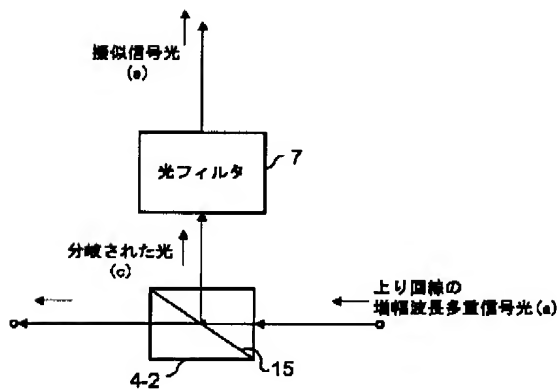 擬似信号光
(e)
光フィルタ
7
分岐された光
(c)
上り回線の
増幅波長多重信号光(a)
15
4-2